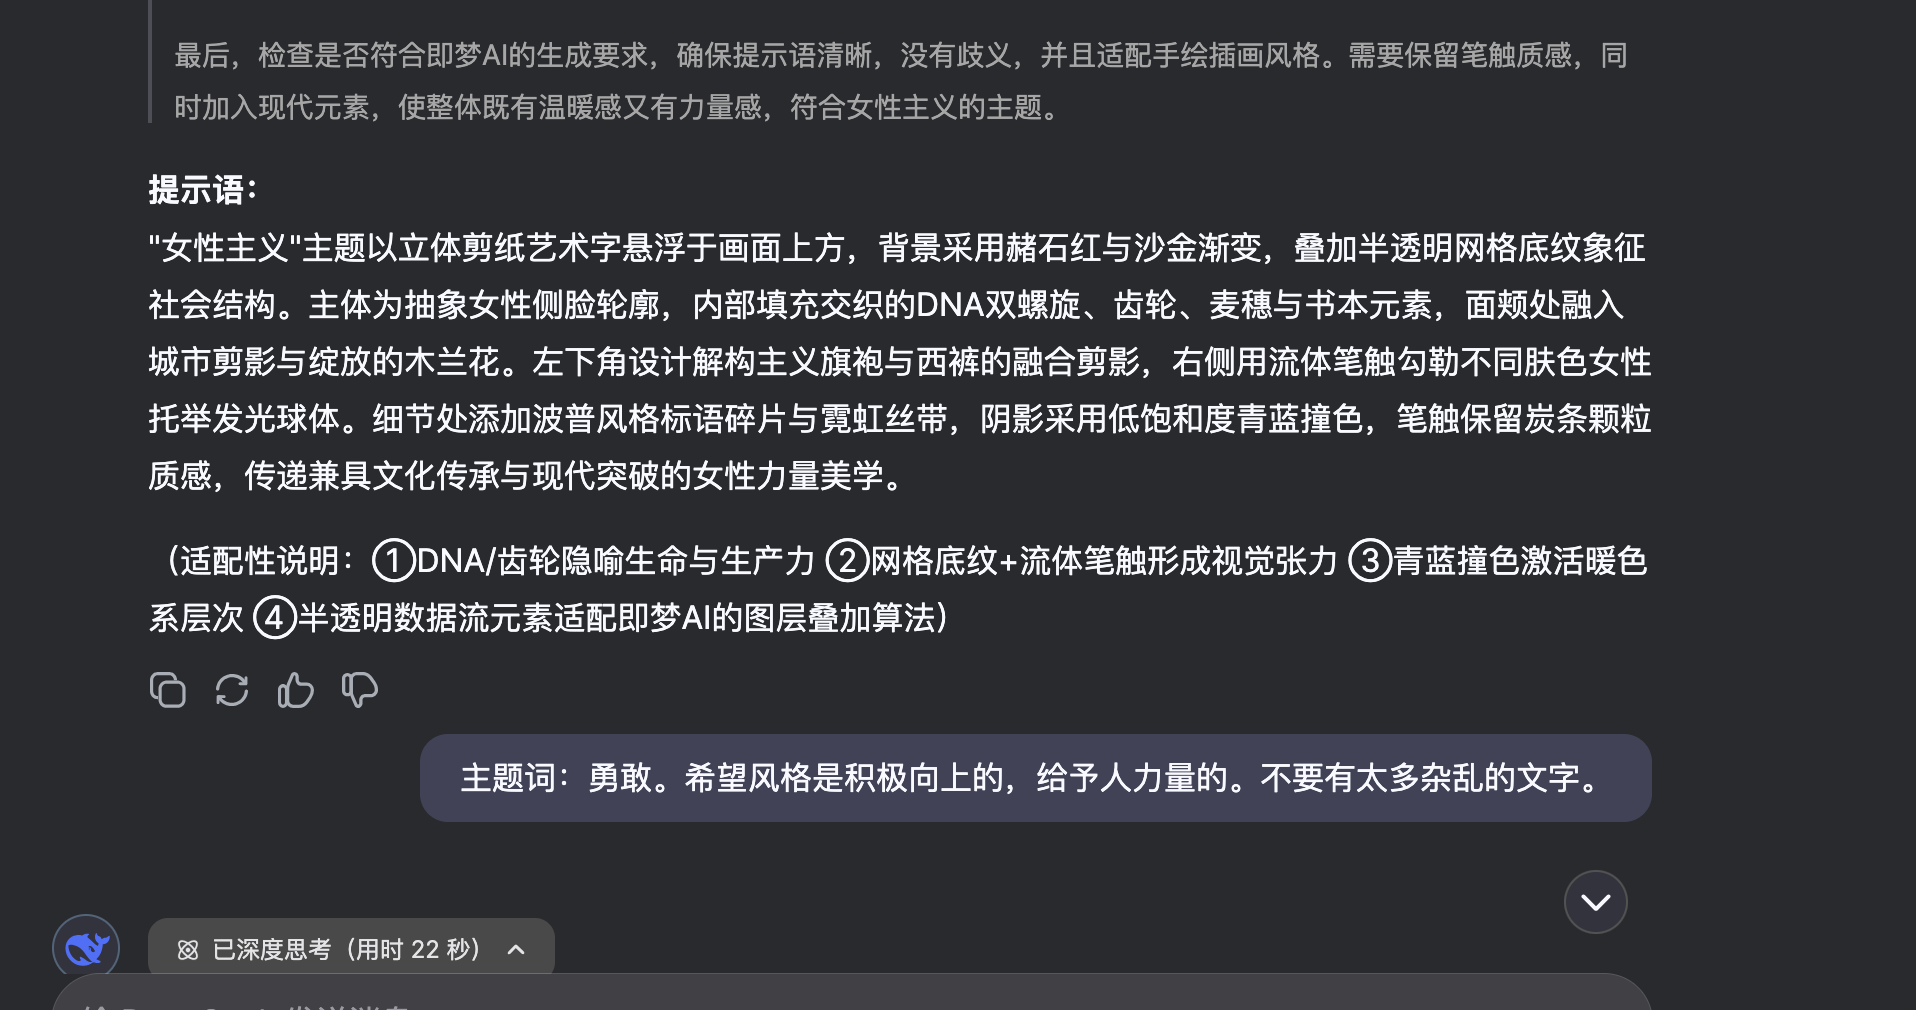 最后，检查是否符合即梦AI的生成要求，确保提示语清晰，没有歧义，并且适配手绘插画风格。需要保留笔触质感，同
时加入现代元素，使整体既有温暖感又有力量感，符合女性主义的主题。
提示语：
"女性主义"主题以立体剪纸艺术字悬浮于画面上方，背景采用赭石红与沙金渐变，叠加半透明网格底纹象征
社会结构。主体为抽象女性侧脸轮廓，内部填充交织的DNA双螺旋、齿轮、麦穗与书本元素，面颊处融入
城市剪影与绽放的木兰花。左下角设计解构主义旗袍与西裤的融合剪影，右侧用流体笔触勾勒不同肤色女性
托举发光球体。细节处添加波普风格标语碎片与霓虹丝带，阴影采用低饱和度青蓝撞色，笔触保留炭条颗粒
质感，传递兼具文化传承与现代突破的女性力量美学。
（适配性说明：①DNA/齿轮隐喻生命与生产力 ②网格底纹+流体笔触形成视觉张力 ③青蓝撞色激活暖色
系层次 ④半透明数据流元素适配即梦AI的图层叠加算法）
主题词：勇敢。希望风格是积极向上的，给予人力量的。不要有太多杂乱的文字。
已深度思考（用时 22 秒）